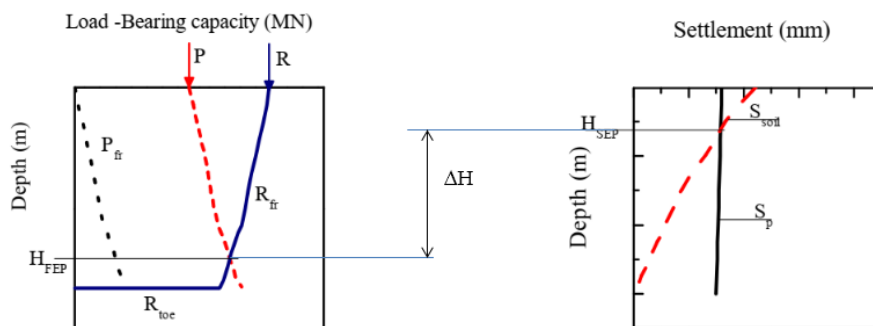 Load -Bearing capacity (MN)
P
R
Depth (m)
P fr
R fr
H FEP
R toe
ΔH
Settlement (mm)
H SEP
S soil
Depth (m)
S p